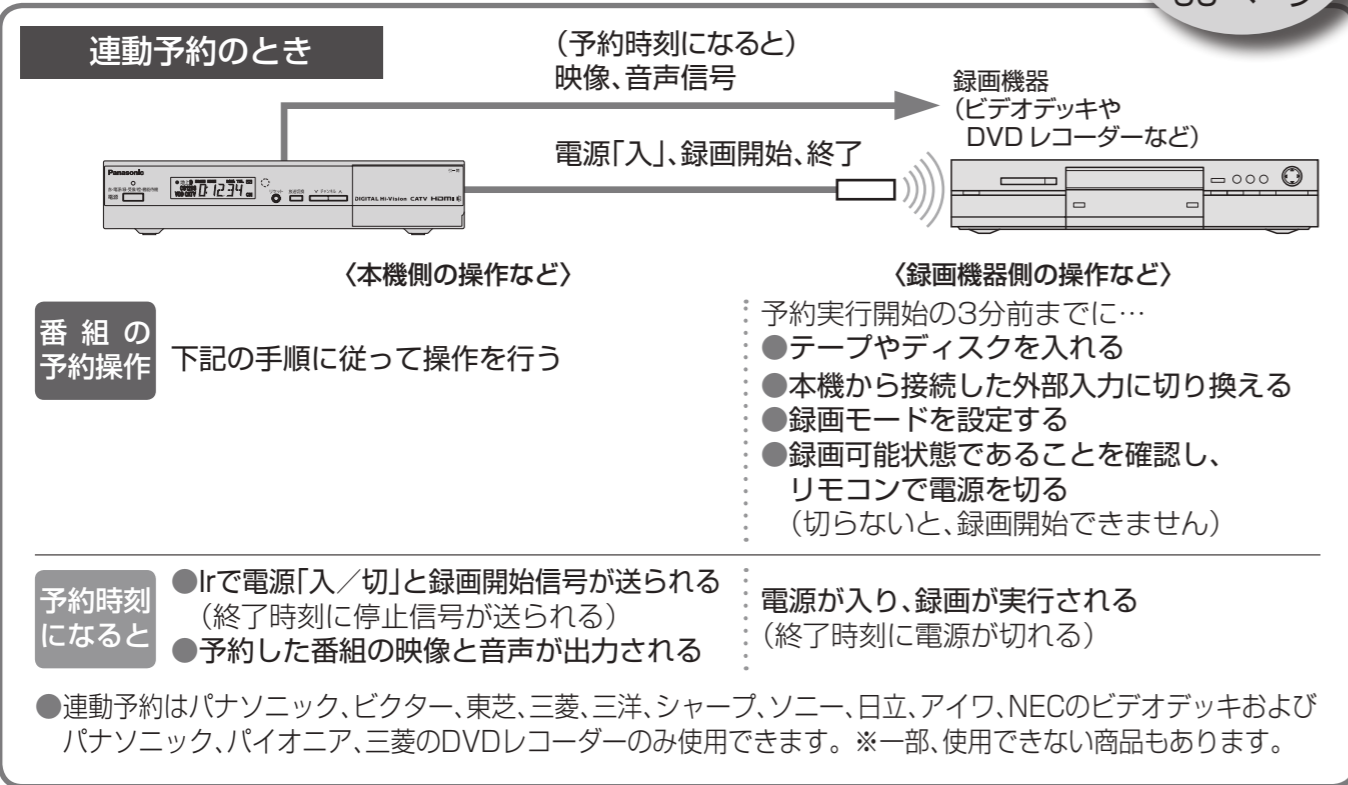 連動予約のとき
(予約時刻になると)
映像、音声信号
録画機器
(ビデオデッキや
DVD レコーダーなど)
電源「入」、録画開始、終了
Panasonic
電源
リセット 放送切換 チャンネル
DIGITAL Hi-Vision CATV HDMI
〈本機側の操作など〉
〈録画機器側の操作など〉
番組の
予約操作
下記の手順に従って操作を行う
予約実行開始の3分前までに…
●テープやディスクを入れる
●本機から接続した外部入力に切り換える
●録画モードを設定する
●録画可能状態であることを確認し、
リモコンで電源を切る
(切らないと、録画開始できません)
予約時刻
になると
●Irで電源「入/切」と録画開始信号が送られる
(終了時刻に停止信号が送られる)
●予約した番組の映像と音声が出力される
電源が入り、録画が実行される
(終了時刻に電源が切れる)
●連動予約はパナソニック、ビクター、東芝、三菱、三洋、シャープ、ソニー、日立、アイワ、NECのビデオデッキおよび
パナソニック、パイオニア、三菱のDVDレコーダーのみ使用できます。※一部、使用できない商品もあります。